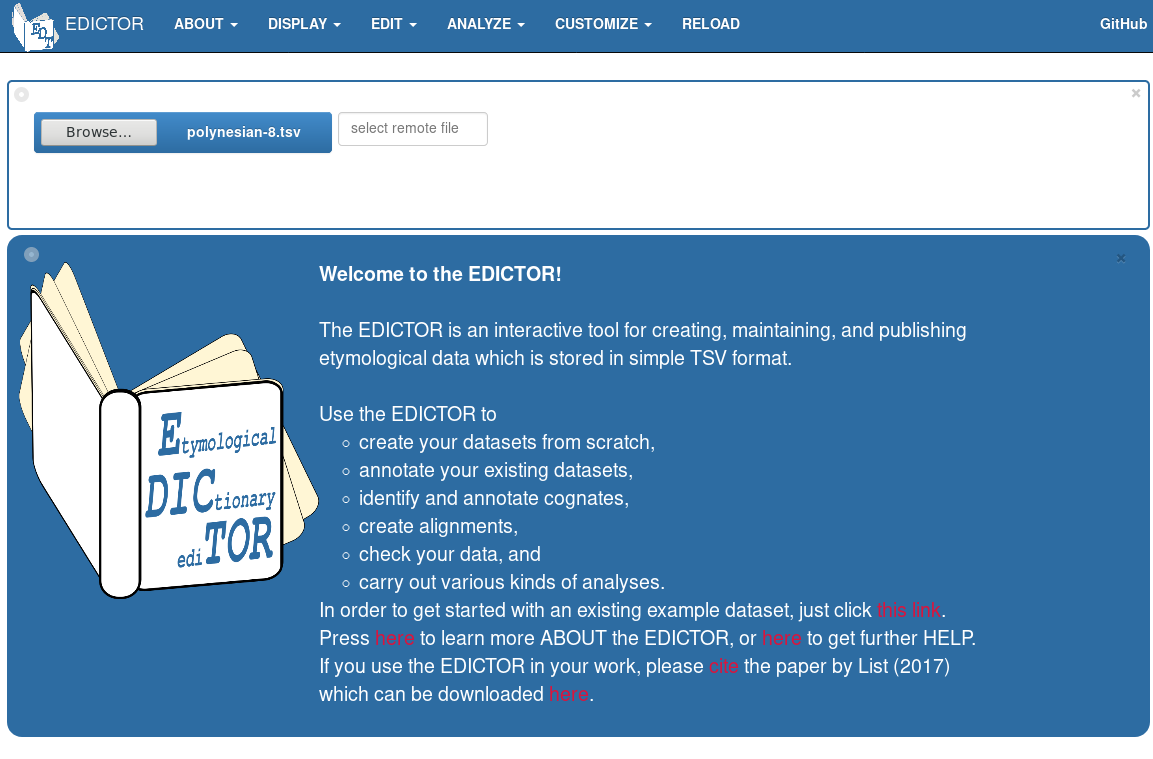 EDICTOR ABOUT DISPLAY EDIT ANALYZE CUSTOMIZE RELOAD GitHub
Browse... polynesian-8.tsv select remote file
Etymological
DICtionary
ediTOR
Welcome to the EDICTOR!
The EDICTOR is an interactive tool for creating, maintaining, and publishing
etymological data which is stored in simple TSV format.
Use the EDICTOR to
create your datasets from scratch,
annotate your existing datasets,
identify and annotate cognates,
create alignments,
check your data, and
carry out various kinds of analyses.
In order to get started with an existing example dataset, just click this link.
Press here to learn more ABOUT the EDICTOR, or here to get further HELP.
If you use the EDICTOR in your work, please cite the paper by List (2017)
which can be downloaded here.